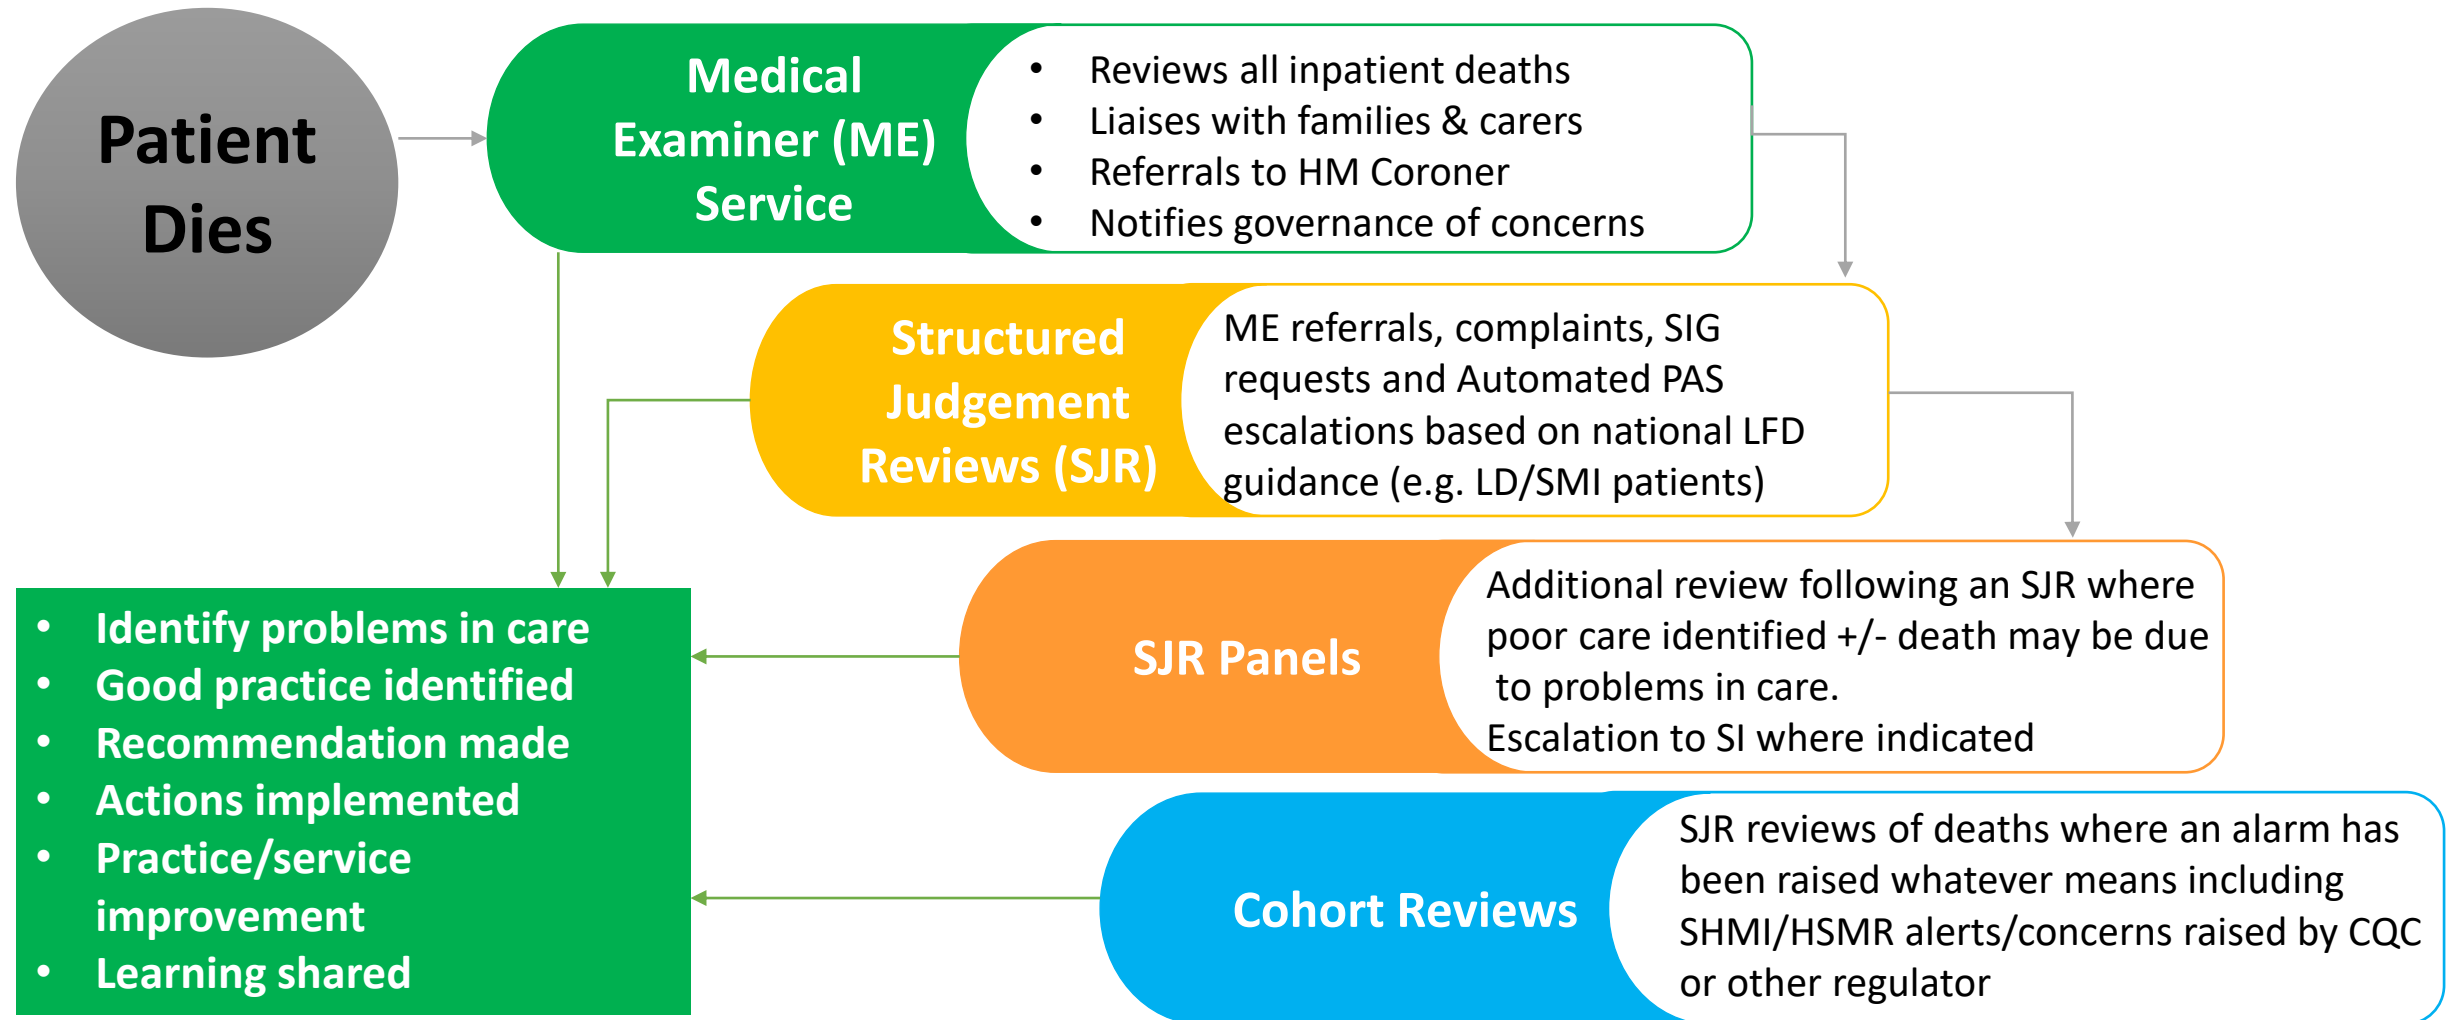 Patient
Dies
Medical
Examiner (ME)
Service
• Reviews all inpatient deaths
• Liaises with families & carers
• Referrals to HM Coroner
• Notifies governance of concerns
Structured
Judgement
Reviews (SJR)
ME referrals, complaints, SIG
requests and Automated PAS
escalations based on national LFD
guidance (e.g. LD/SMI patients)
SJR Panels
Additional review following an SJR where
poor care identified +/- death may be due
to problems in care.
Escalation to SI where indicated
Cohort Reviews
SJR reviews of deaths where an alarm has
been raised whatever means including
SHMI/HSMR alerts/concerns raised by CQC
or other regulator
• Identify problems in care
• Good practice identified
• Recommendation made
• Actions implemented
• Practice/service
improvement
• Learning shared